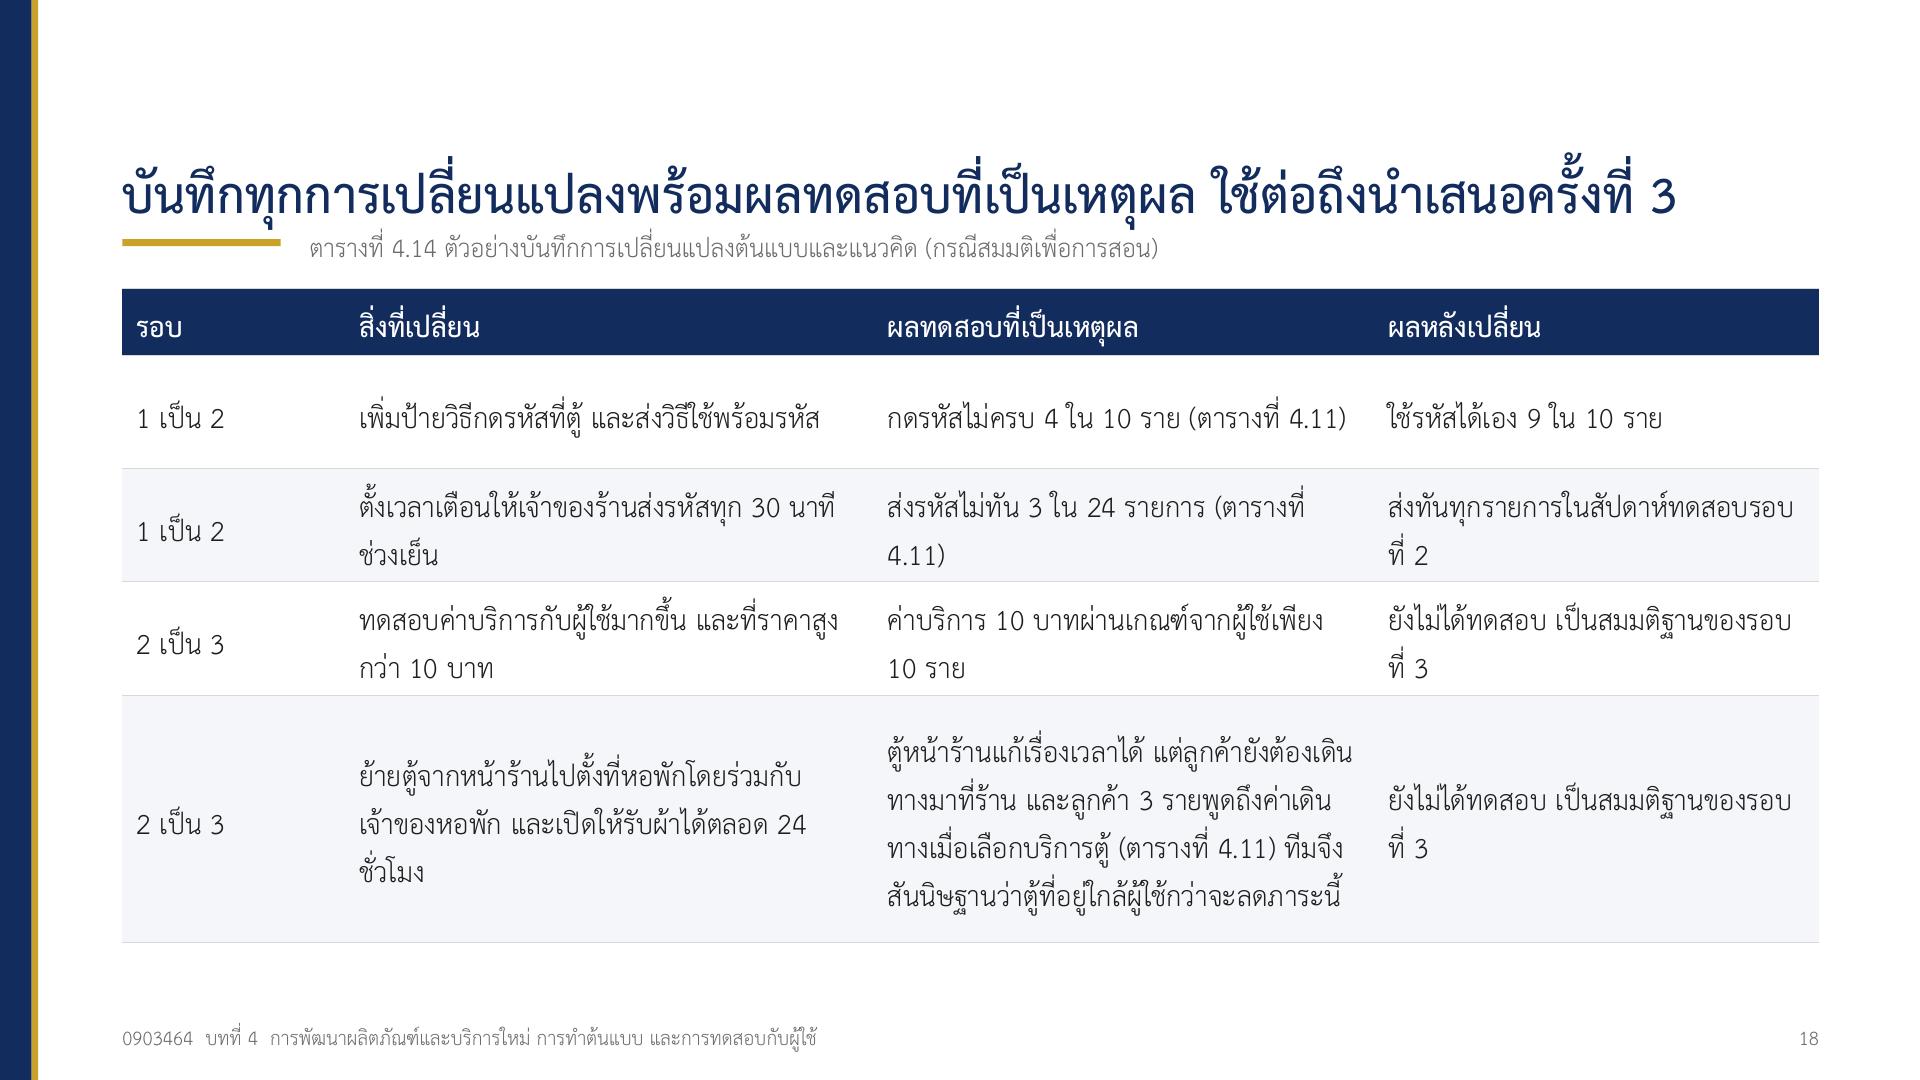 บันทึกทุกการเปลี่ยนแปลงพร้อมผลทดสอบที่เป็นเหตุผล ใช้ต่อถึงนำเสนอครั้งที่ 3
ตารางที่ 4.14 ตัวอย่างบันทึกการเปลี่ยนแปลงต้นแบบและแนวคิด (กรณีสมมติเพื่อการสอน)
รอบ สิ่งที่เปลี่ยน ผลทดสอบที่เป็นเหตุผล ผลหลังเปลี่ยน
1 เป็น 2 เพิ่มป้ายวิธีกดรหัสที่ตู้ และส่งวิธีใช้พร้อมรหัส กดรหัสไม่ครบ 4 ใน 10 ราย (ตารางที่ 4.11) ใช้รหัสได้เอง 9 ใน 10 ราย
1 เป็น 2
ตั้งเวลาเตือนให้เจ้าของร้านส่งรหัสทุก 30 นาที
ช่วงเย็น
ส่งรหัสไม่ทัน 3 ใน 24 รายการ (ตารางที่
4.11)
ส่งทันทุกรายการในสัปดาห์ทดสอบรอบ
ที่ 2
2 เป็น 3
ทดสอบค่าบริการกับผู้ใช้มากขึ้น และที่ราคาสูง
กว่า 10 บาท
ค่าบริการ 10 บาทผ่านเกณฑ์จากผู้ใช้เพียง
10 ราย
ยังไม่ได้ทดสอบ เป็นสมมติฐานของรอบ
ที่ 3
2 เป็น 3
ย้ายตู้จากหน้าร้านไปตั้งที่หอพักโดยร่วมกับ
เจ้าของหอพัก และเปิดให้รับผ้าได้ตลอด 24
ชั่วโมง
ตู้หน้าร้านแก้เรื่องเวลาได้ แต่ลูกค้ายังต้องเดิน
ทางมาที่ร้าน และลูกค้า 3 รายพูดถึงค่าเดิน
ทางเมื่อเลือกบริการตู้ (ตารางที่ 4.11) ทีมจึง
สันนิษฐานว่าตู้ที่อยู่ใกล้ผู้ใช้กว่าจะลดภาระนี้
ยังไม่ได้ทดสอบ เป็นสมมติฐานของรอบ
ที่ 3
0903464 บทที่ 4 การพัฒนาผลิตภัณฑ์และบริการใหม่ การทำต้นแบบ และการทดสอบกับผู้ใช้ 18